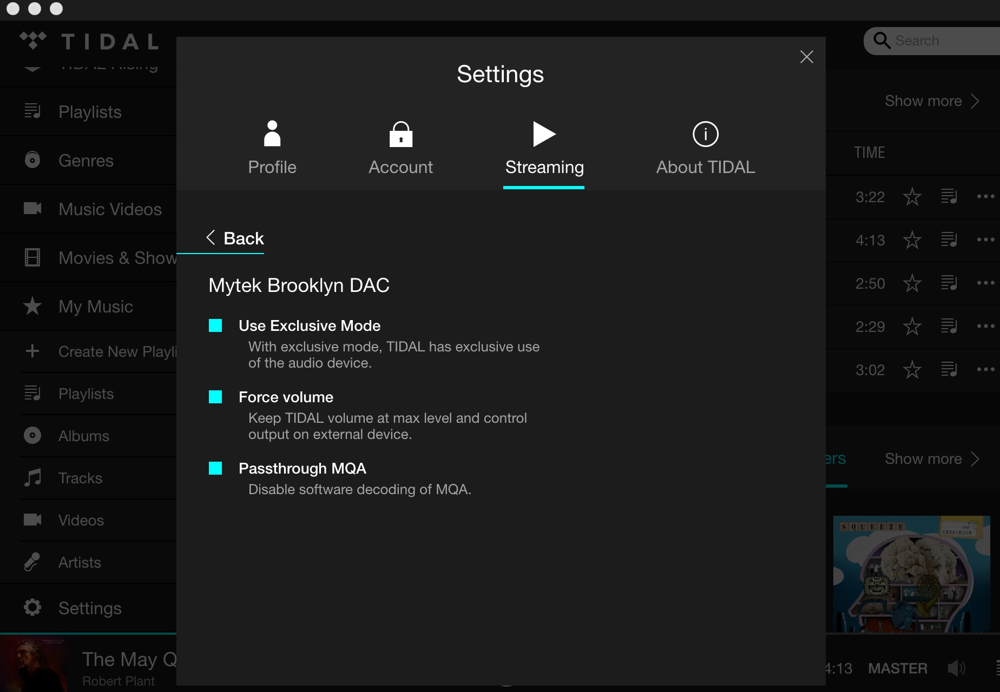 TIDAL
Search
TIDAL Rising
Settings
Show more
Playlists
Genres
Music Videos
Movies & Show
My Music
Create New Playli
Playlists
Albums
Tracks
Videos
Artists
Settings
Profile
Account
Streaming
About TIDAL
Back
Mytek Brooklyn DAC
Use Exclusive Mode
With exclusive mode, TIDAL has exclusive use
of the audio device.
Force volume
Keep TIDAL volume at max level and control
output on external device.
Passthrough MQA
Disable software decoding of MQA.
TIME
3:22
4:13
2:50
2:29
3:02
ers
Show more
SQUEEZE
the
KNOWLEDGE
The May Q
Robert Plant
4:13
MASTER